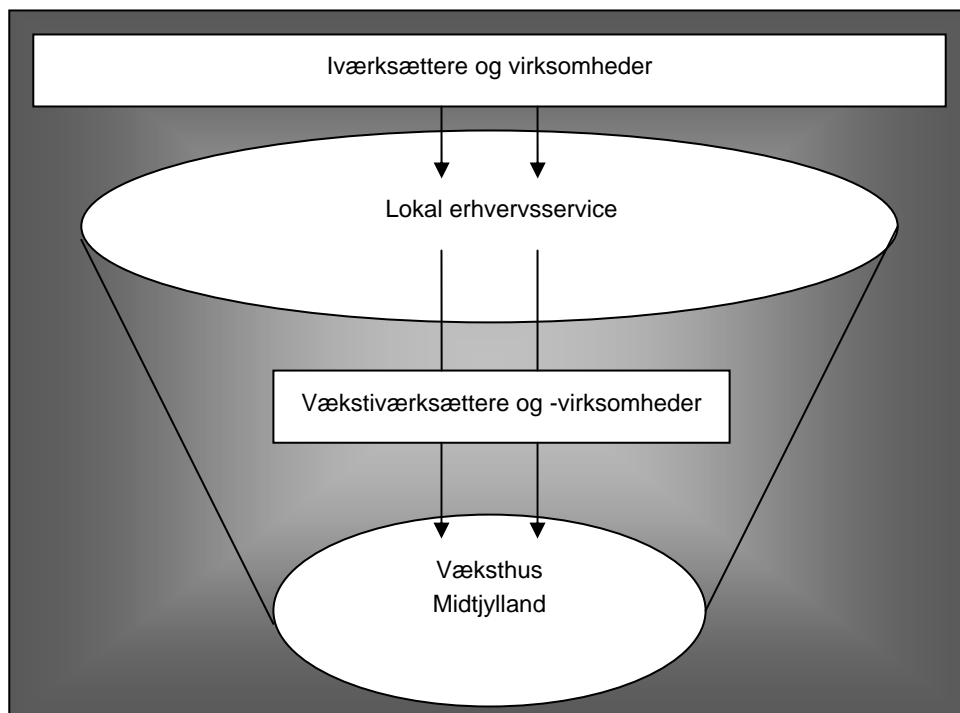 Iværksættere og virksomheder
Lokal erhvervsservice
Vækstiværksættere og -virksomheder
Væksthus
Midtjylland